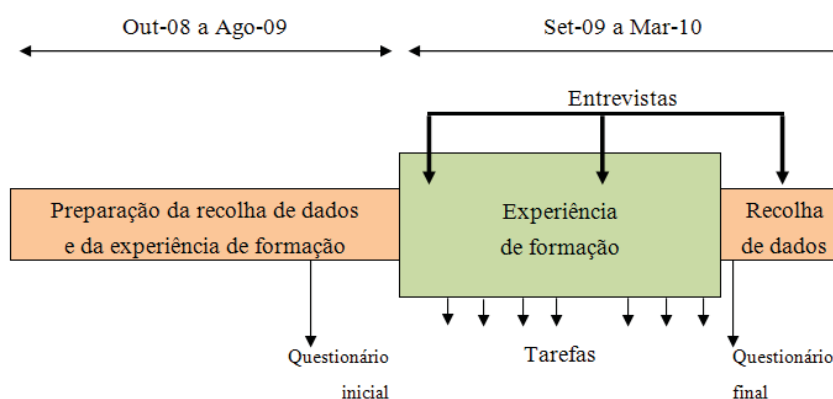 Out-08 a Ago-09
Set-09 a Mar-10
Entrevistas
Preparação da recolha de dados
e da experiência de formação
Experiência
de formação
Recolha
de dados
Questionário
inicial
Tarefas
Questionário
final